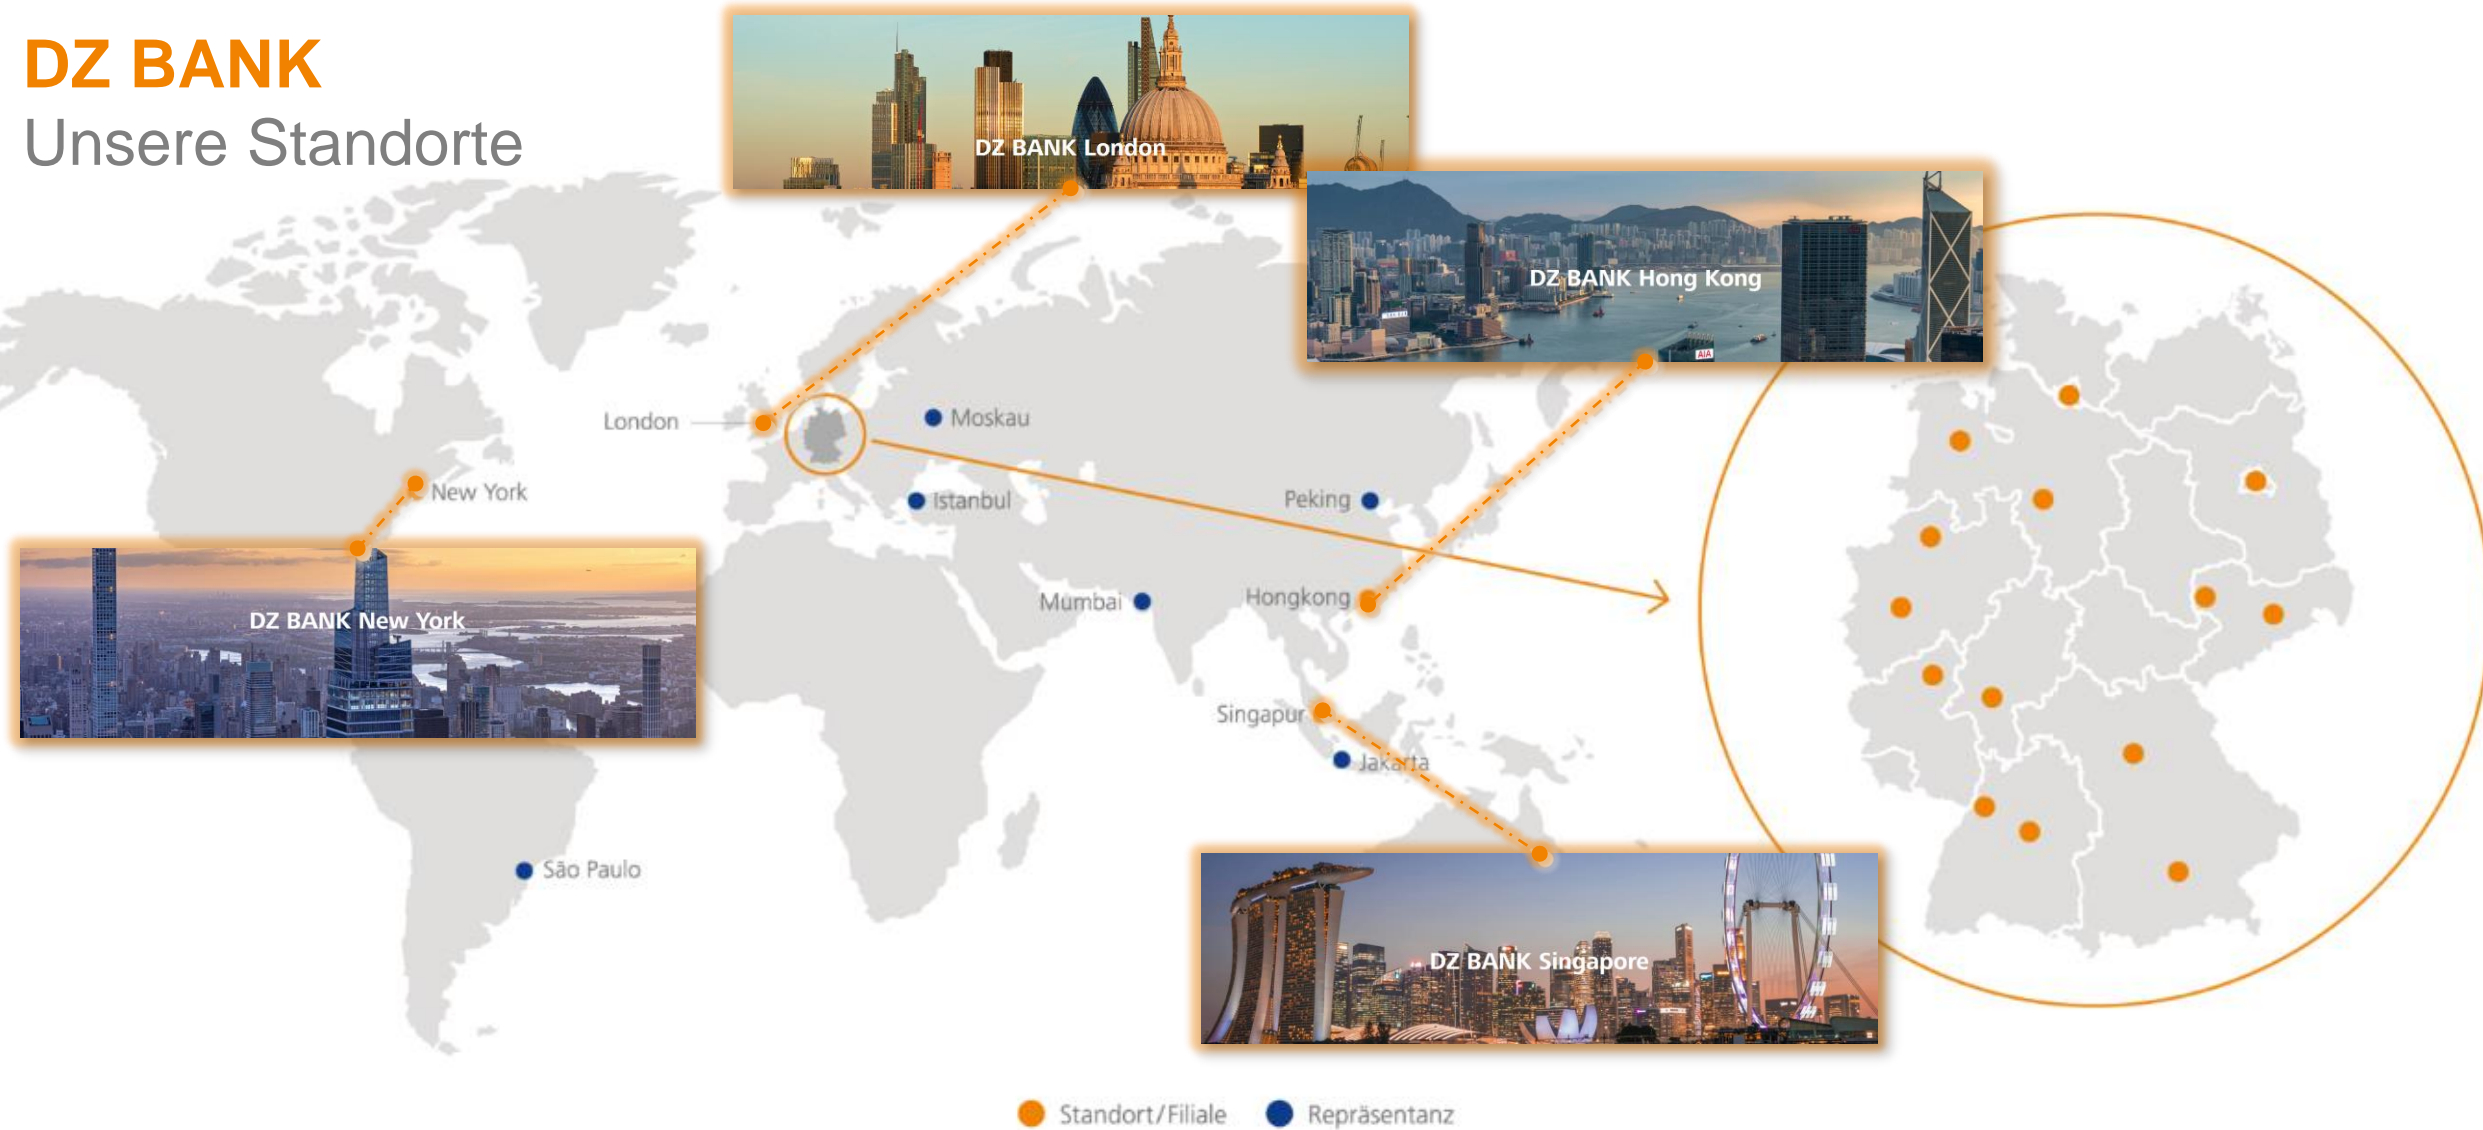 DZ BANK
Unsere Standorte
DZ BANK London
DZ BANK Hong Kong
London
Moskau
New York
Istanbul
Peking
DZ BANK New York
Mumbai
Hongkong
Singapur
Jakarta
São Paulo
DZ BANK Singapore
AIA
Standort/Filiale
Repräsentanz